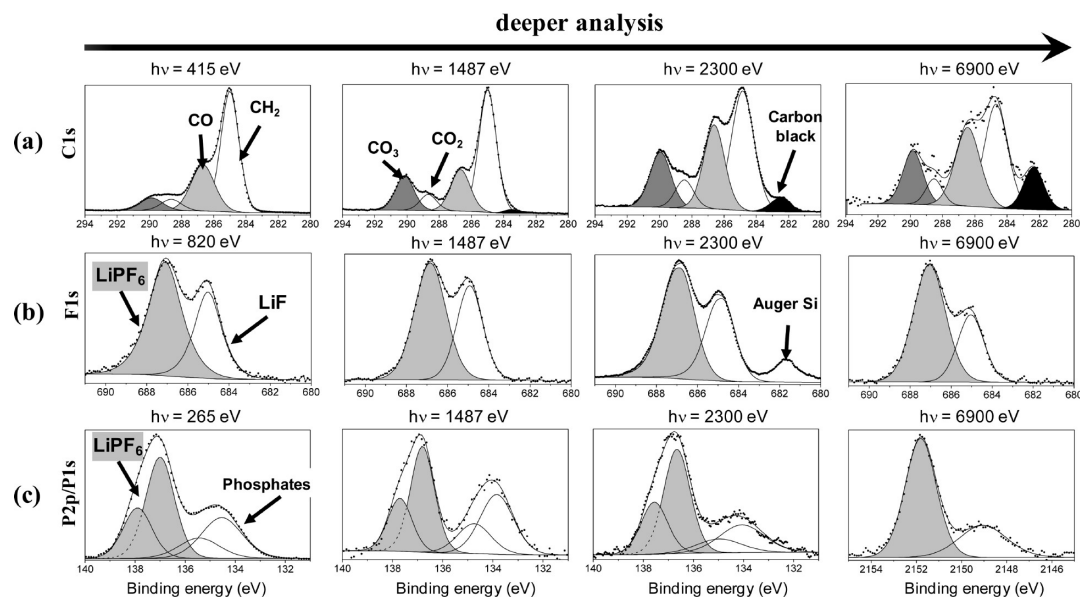 deeper analysis
hν = 415 eV
hν = 1487 eV
hν = 2300 eV
hν = 6900 eV
(a)
C1s
CO
CH2
CO3
CO2
Carbon
black
294 292 290 288 286 284 282 280
294 292 290 288 286 284 282 280
294 292 290 288 286 284 282 280
294 292 290 288 286 284 282 280
hν = 820 eV
hν = 1487 eV
hν = 2300 eV
hν = 6900 eV
(b)
F1s
LiPF6
LiF
Auger Si
690 688 686 684 682 680
690 688 686 684 682 680
690 688 686 684 682 680
690 688 686 684 682 680
hν = 265 eV
hν = 1487 eV
hν = 2300 eV
hν = 6900 eV
(c)
P2p/P1s
LiPF6
Phosphates
140 138 136 134 132
140 138 136 134 132
140 138 136 134 132
2154 2152 2150 2148 2146
Binding energy (eV)
Binding energy (eV)
Binding energy (eV)
Binding energy (eV)